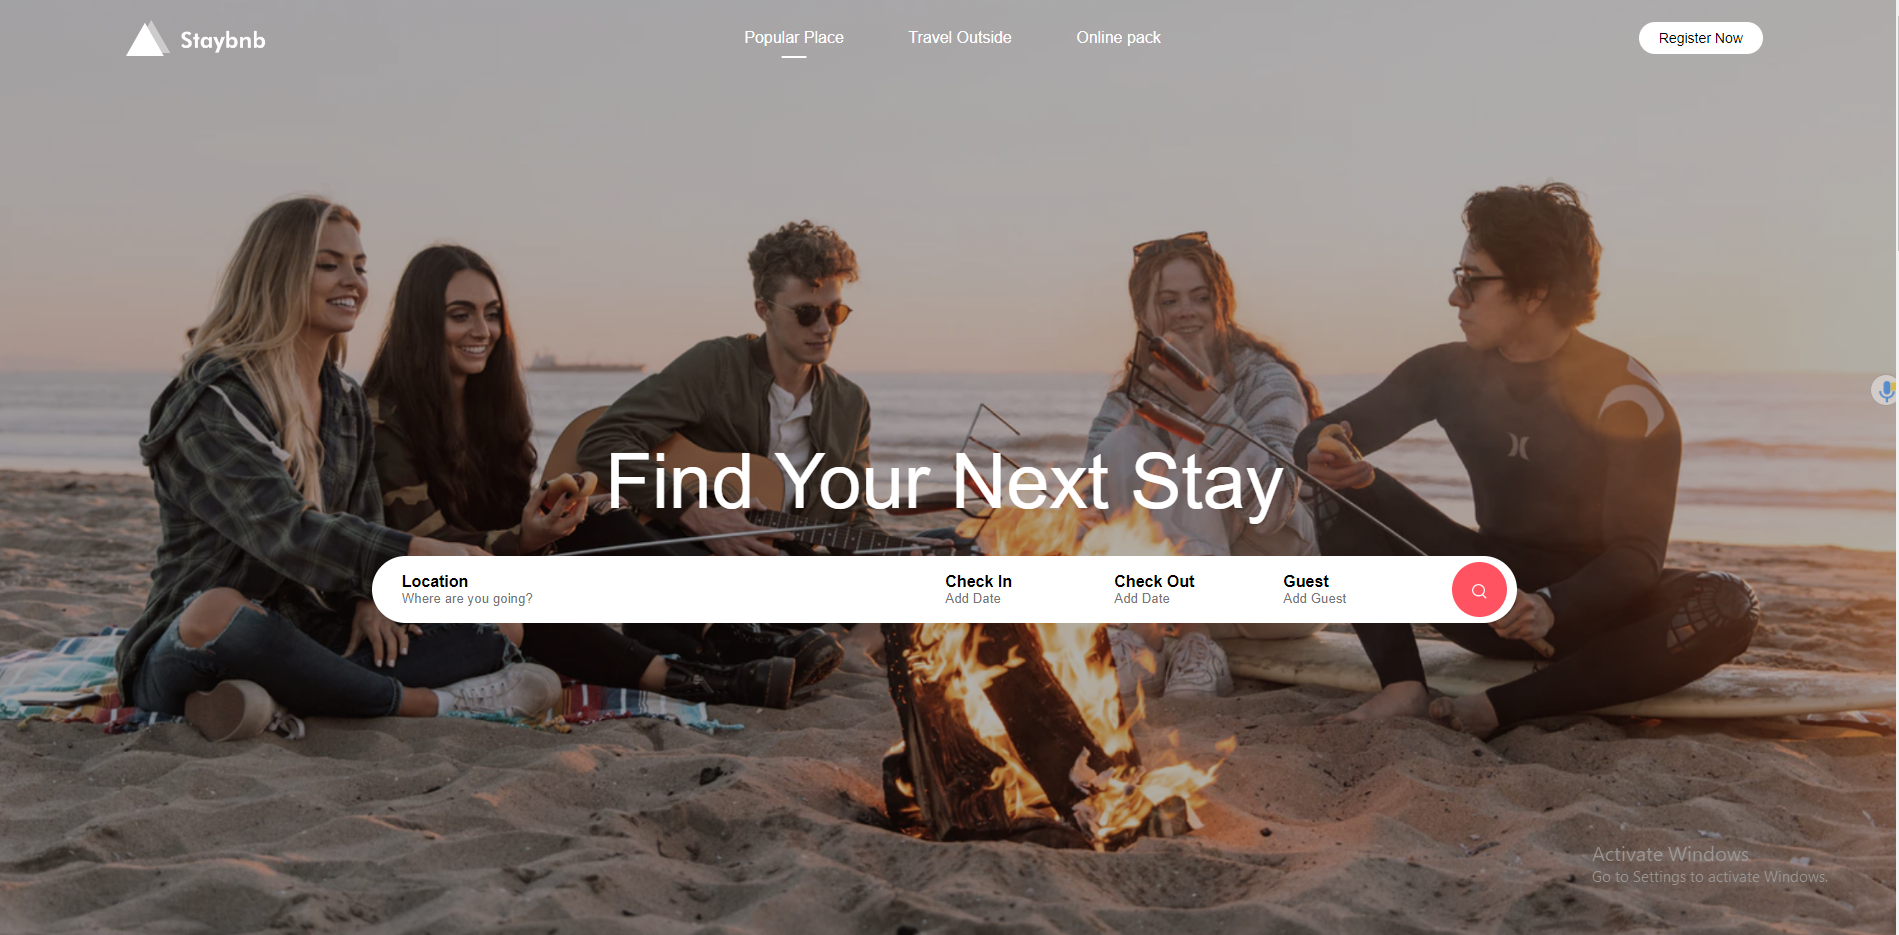 Staybnb
Popular Place
Travel Outside
Online pack
Register Now
Find Your Next Stay
Location
Where are you going?
Check In
Add Date
Check Out
Add Date
Guest
Add Guest
Activate Windows
Go to Settings to activate Windows.